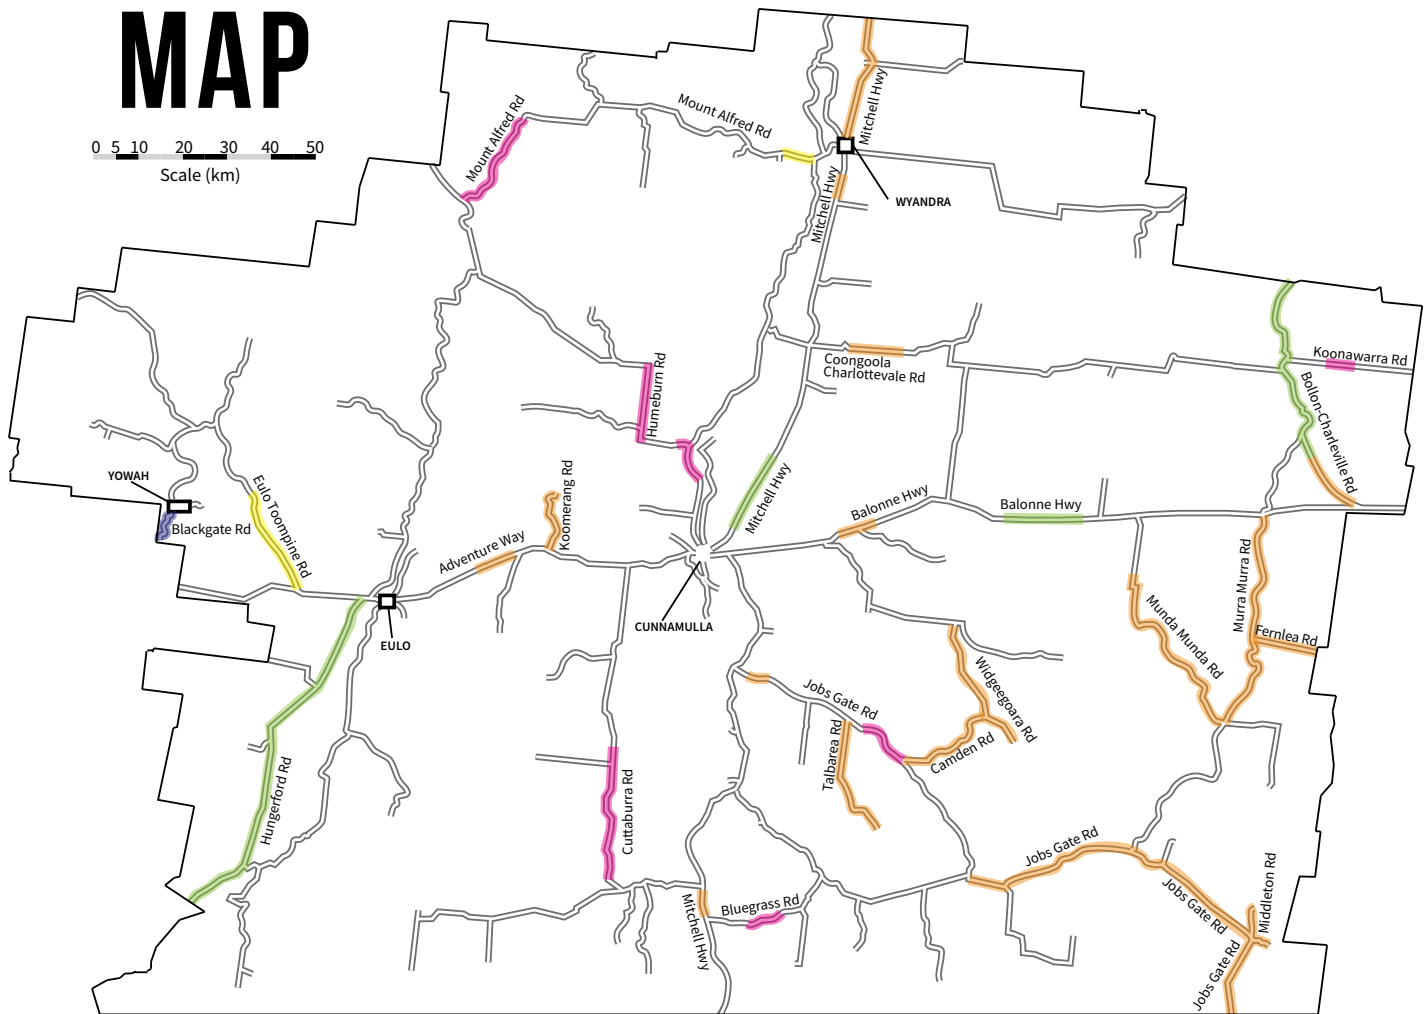 MAP
0 5 10 20 30 40 50
Scale (km)
Mount Alfred Rd
Mount Alfred Rd
Mitchell Hwy
Mitchell Hwy
WYANDRA
Koonawarra Rd
Coongoola
Charlottevale Rd
Humeburn Rd
Bollon-Charleville Rd
YOWAH
Blackgate Rd
Eulo Toompine Rd
Koomerang Rd
Adventure Way
Mitchell Hwy
Balonne Hwy
Balonne Hwy
CUNNAMULLA
EULO
Murra Murra Rd
Munda Munda Rd
Fernlea Rd
Widgeegoara Rd
Jobs Gate Rd
Talbarea Rd
Camden Rd
Hungerford Rd
Cuttaburra Rd
Jobs Gate Rd
Jobs Gate Rd
Middleton Rd
Mitchell Hwy
Bluegrass Rd
Jobs Gate Rd